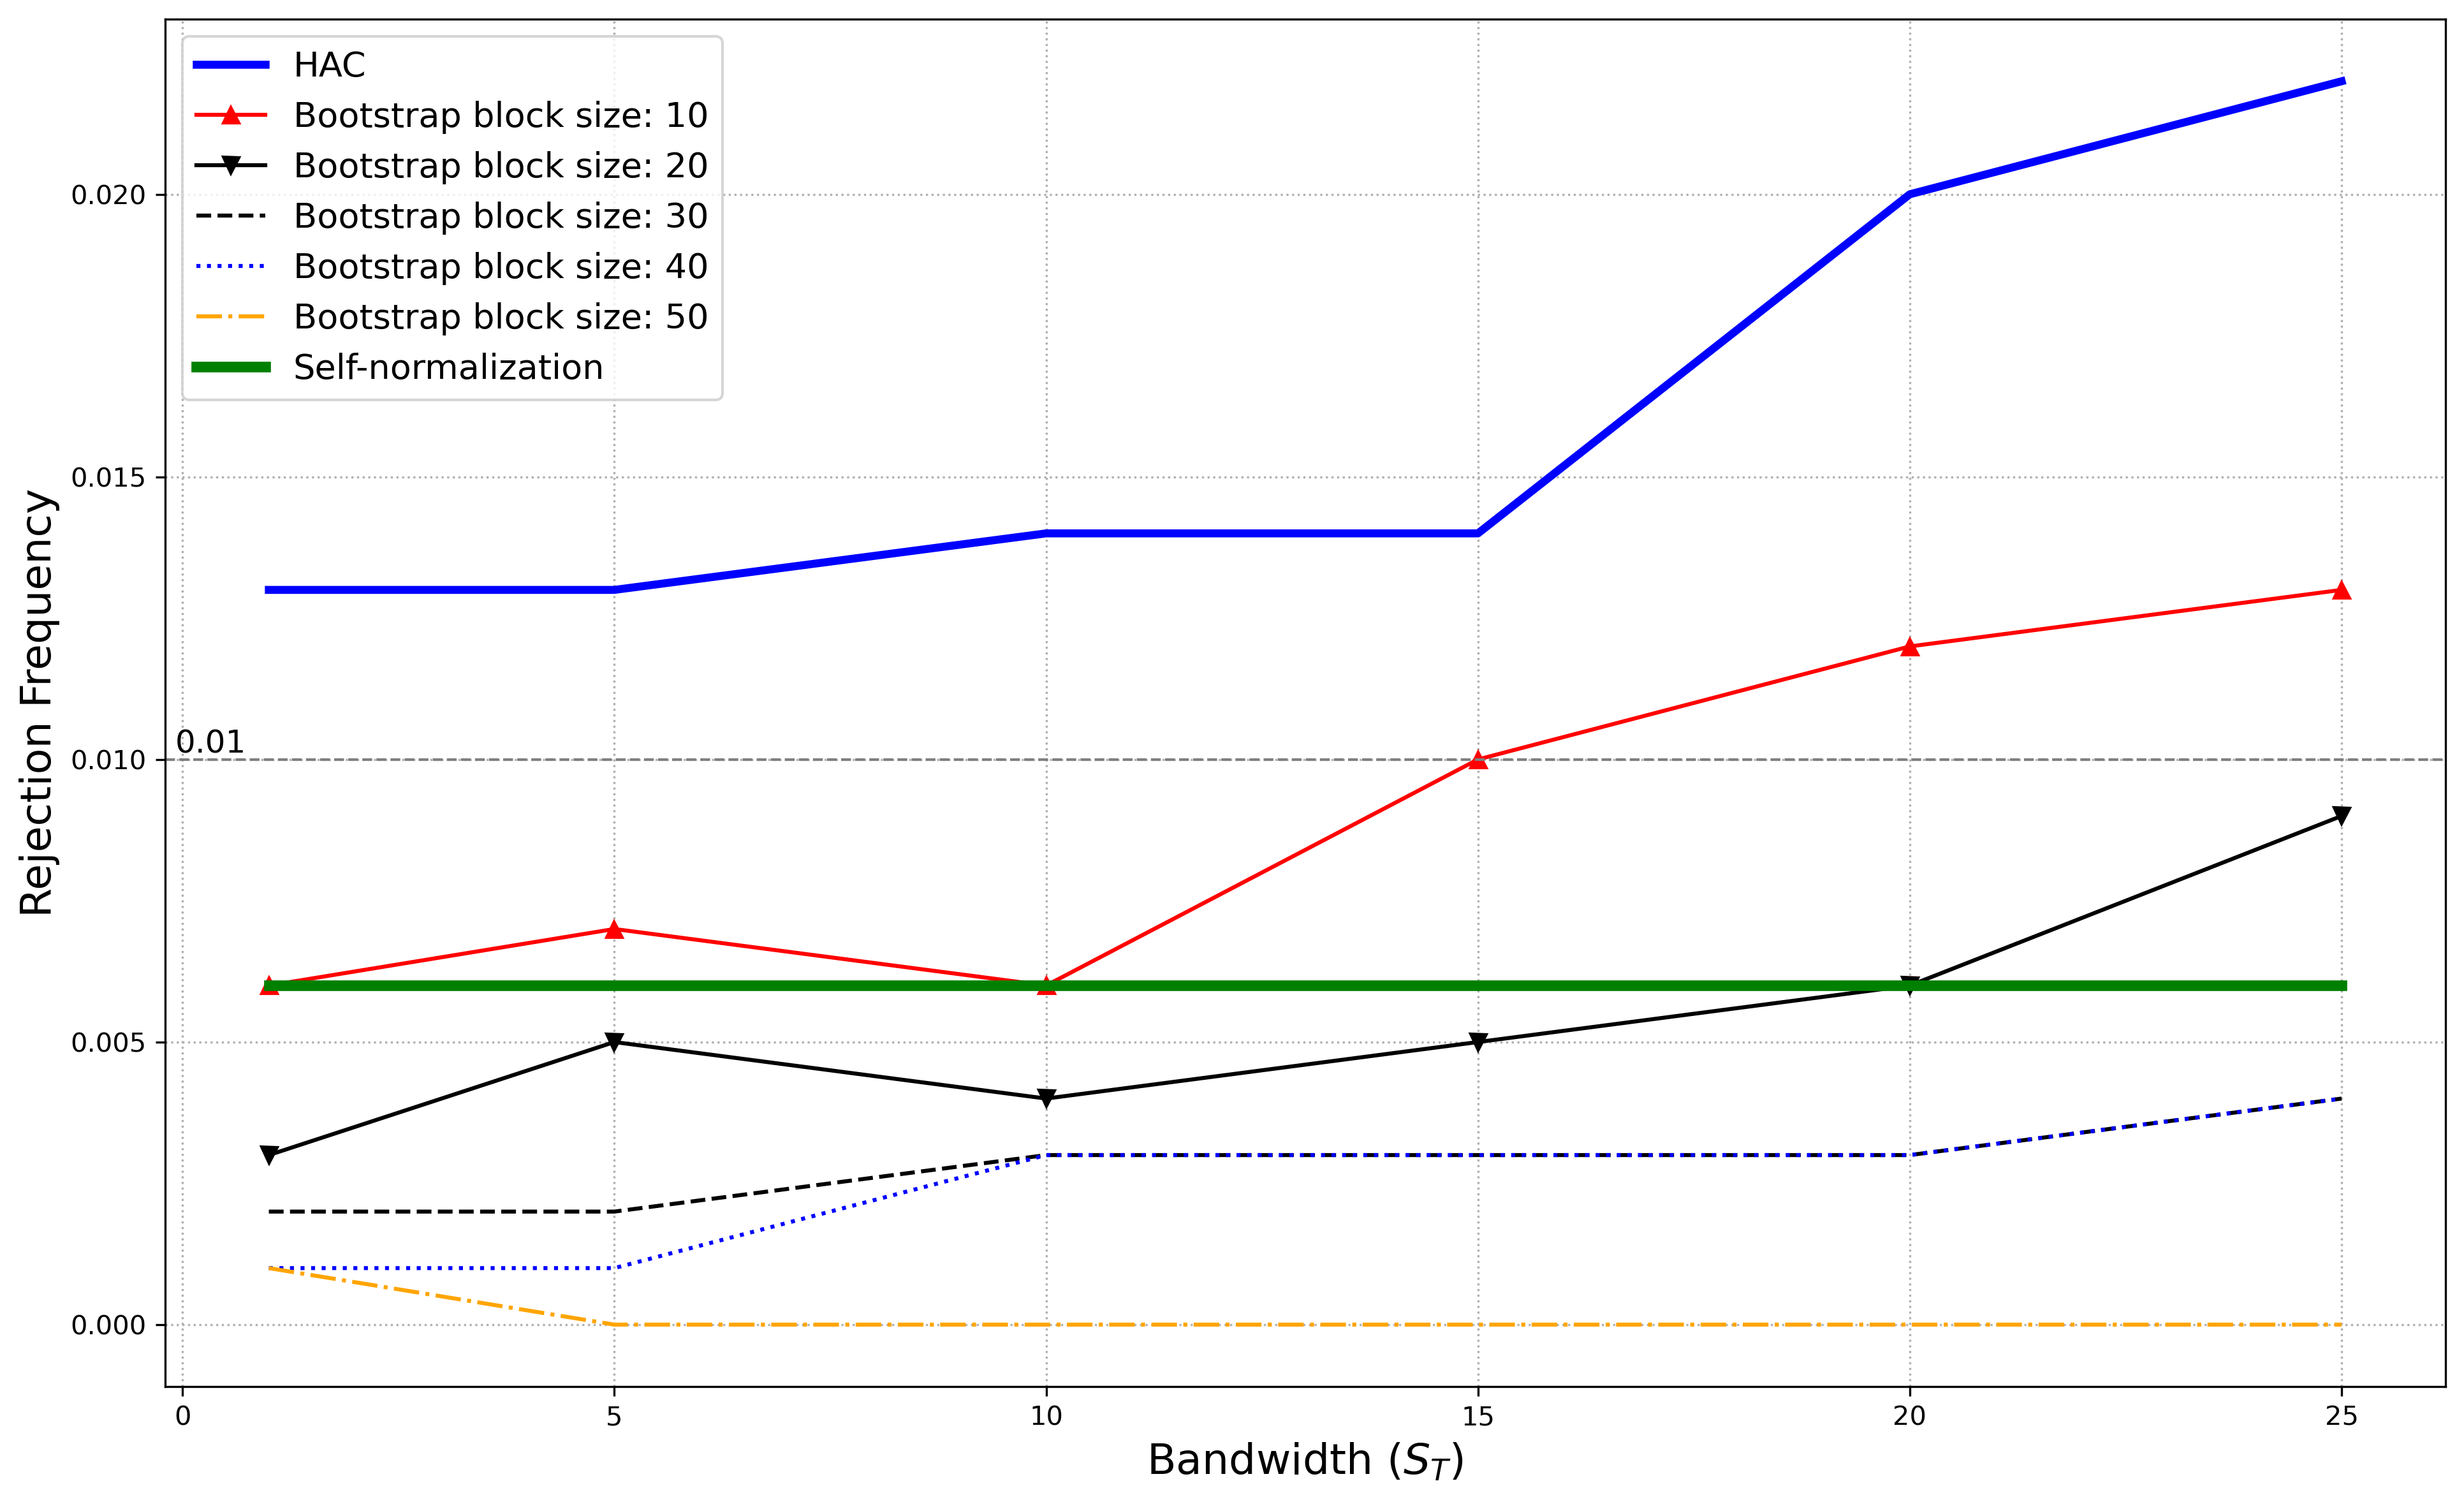 HAC
Bootstrap block size: 10
Bootstrap block size: 20
Bootstrap block size: 30
Bootstrap block size: 40
Bootstrap block size: 50
Self-normalization
Rejection Frequency
0.020
0.015
0.010
0.005
0.000
0.01
0 5 10 15 20 25
Bandwidth (S_T)